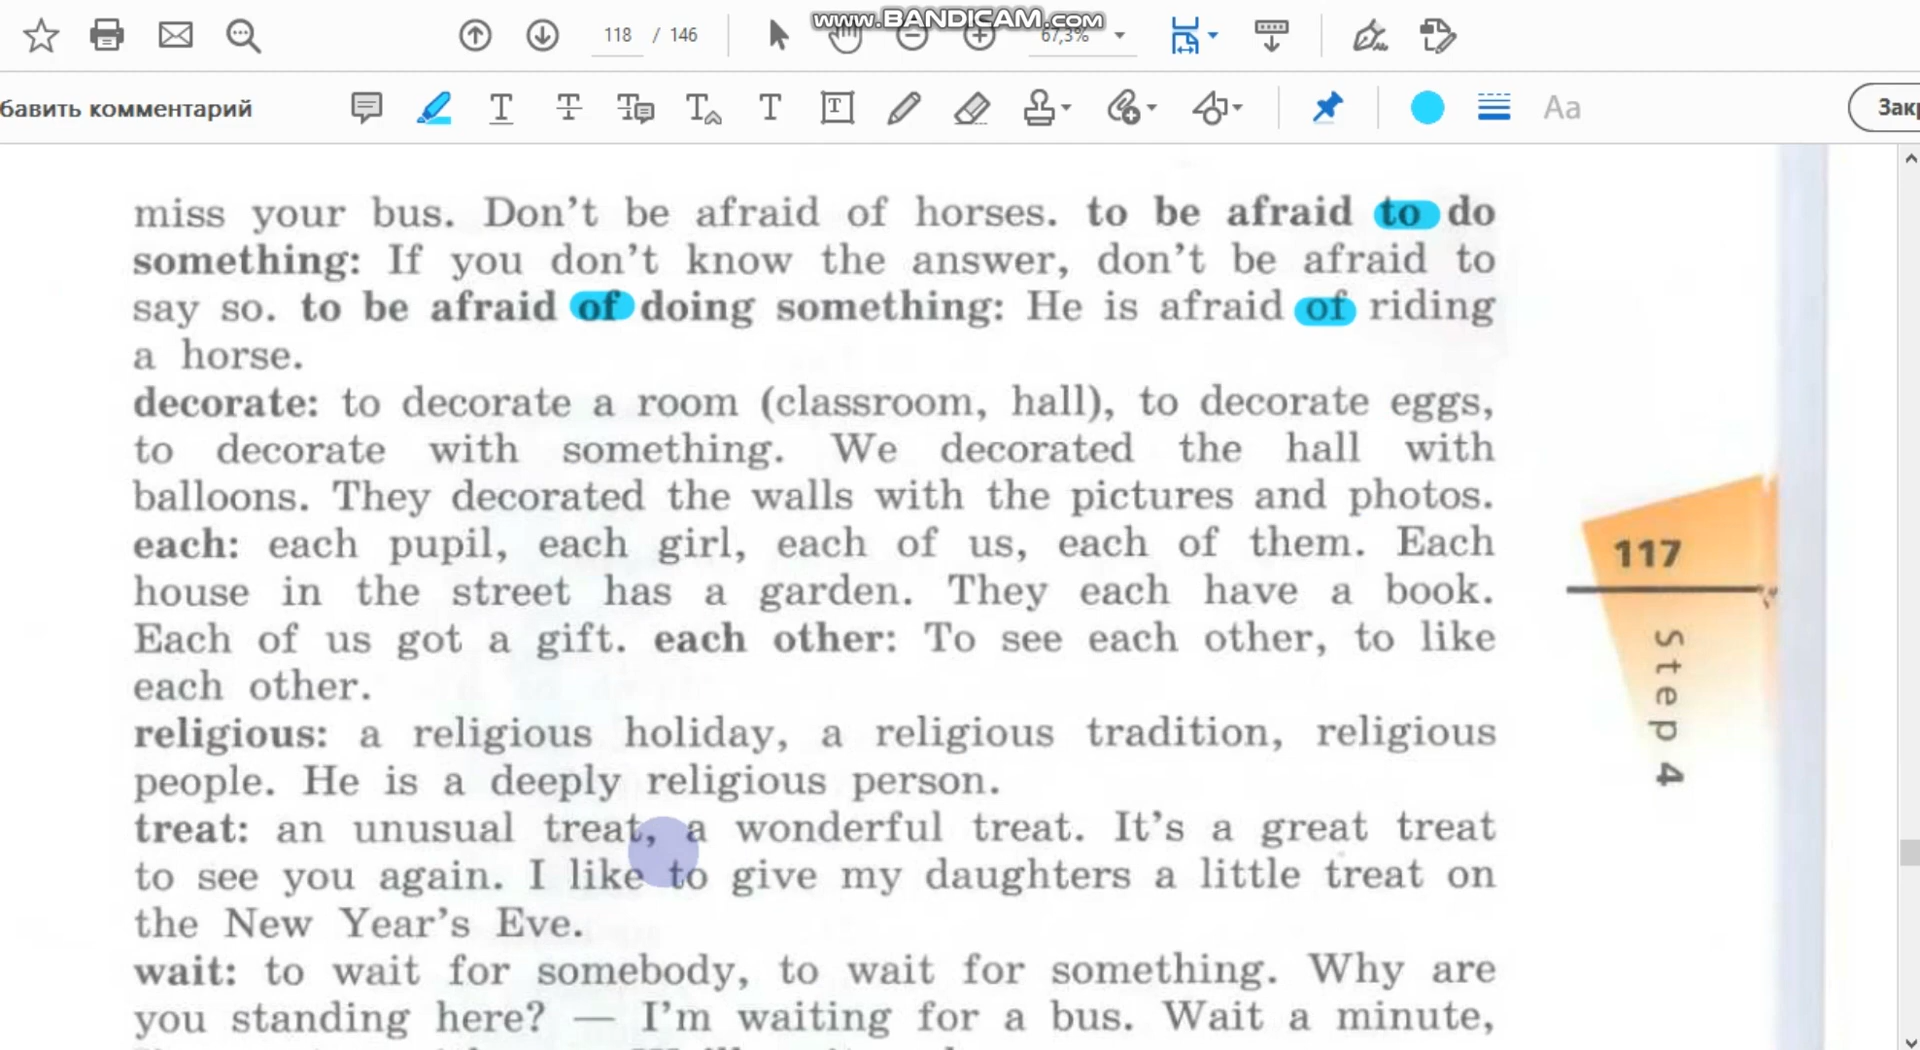 www.BANDICAM.com
118 / 146
67,3%
бавить комментарий
Aa
Зак
miss your bus. Don't be afraid of horses. to be afraid to do
something: If you don't know the answer, don't be afraid to
say so. to be afraid of doing something: He is afraid of riding
a horse.
decorate: to decorate a room (classroom, hall), to decorate eggs,
to decorate with something. We decorated the hall with
balloons. They decorated the walls with the pictures and photos.
each: each pupil, each girl, each of us, each of them. Each
house in the street has a garden. They each have a book.
Each of us got a gift. each other: To see each other, to like
each other.
religious: a religious holiday, a religious tradition, religious
people. He is a deeply religious person.
treat: an unusual treat, a wonderful treat. It's a great treat
to see you again. I like to give my daughters a little treat on
the New Year's Eve.
wait: to wait for somebody, to wait for something. Why are
you standing here? — I'm waiting for a bus. Wait a minute,
117
Step 4